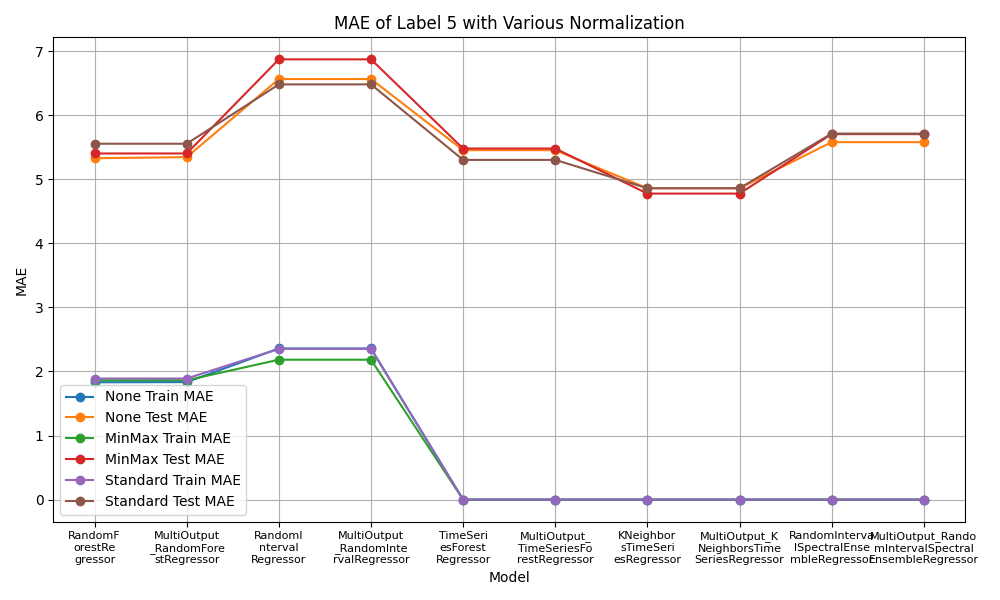 MAE of Label 5 with Various Normalization
7
6
5
4
3
2
1
0
MAE
None Train MAE
None Test MAE
MinMax Train MAE
MinMax Test MAE
Standard Train MAE
Standard Test MAE
RandomF
orestRe
gressor
MultiOutput
_RandomFore
stRegressor
RandomI
nterval
Regressor
MultiOutput
_RandomInte
rvalRegressor
TimeSeri
esForest
Regressor
MultiOutput_
TimeSeriesFo
restRegressor
KNeighbor
sTimeSeri
esRegressor
MultiOutput_K
NeighborsTime
SeriesRegressor
RandomInterva
lSpectralEnse
mbleRegressor
MultiOutput_Rando
mIntervalSpectral
EnsembleRegressor
Model